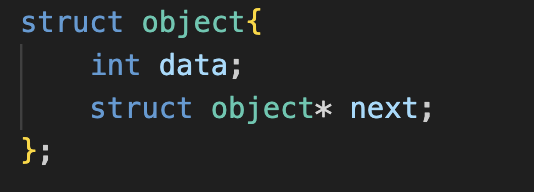 struct object{
    int data;
    struct object* next;
};